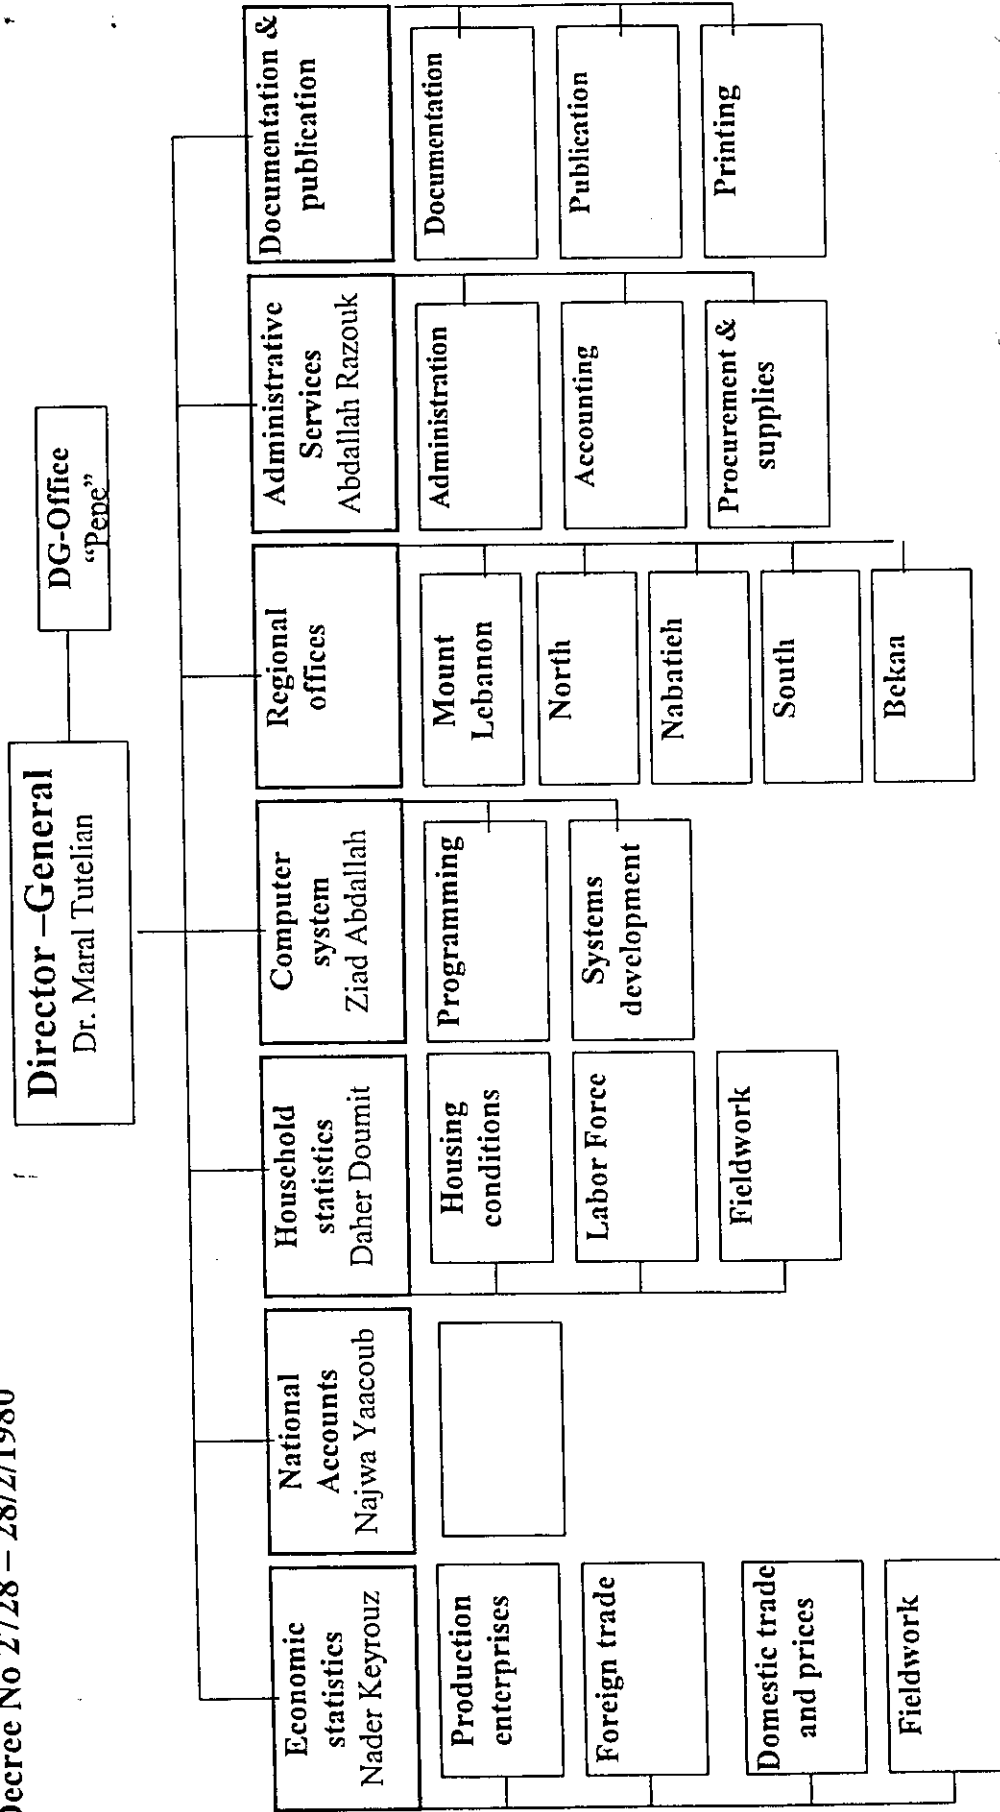 Decree No 2728 – 28/2/1980
Director –General
Dr. Maral Tutelian
DG-Office
“Pepe”
Economic
statistics
Nader Keyrouz
Production
enterprises
Foreign trade
Domestic trade
and prices
Fieldwork
National
Accounts
Najwa Yaacoub
Household
statistics
Daher Doumit
Housing
conditions
Labor Force
Fieldwork
Computer
system
Ziad Abdallah
Programming
Systems
development
Regional
offices
Mount
Lebanon
North
Nabatieh
South
Bekaa
Administrative
Services
Abdallah Razouk
Administration
Accounting
Procurement &
supplies
Documentation &
publication
Documentation
Publication
Printing